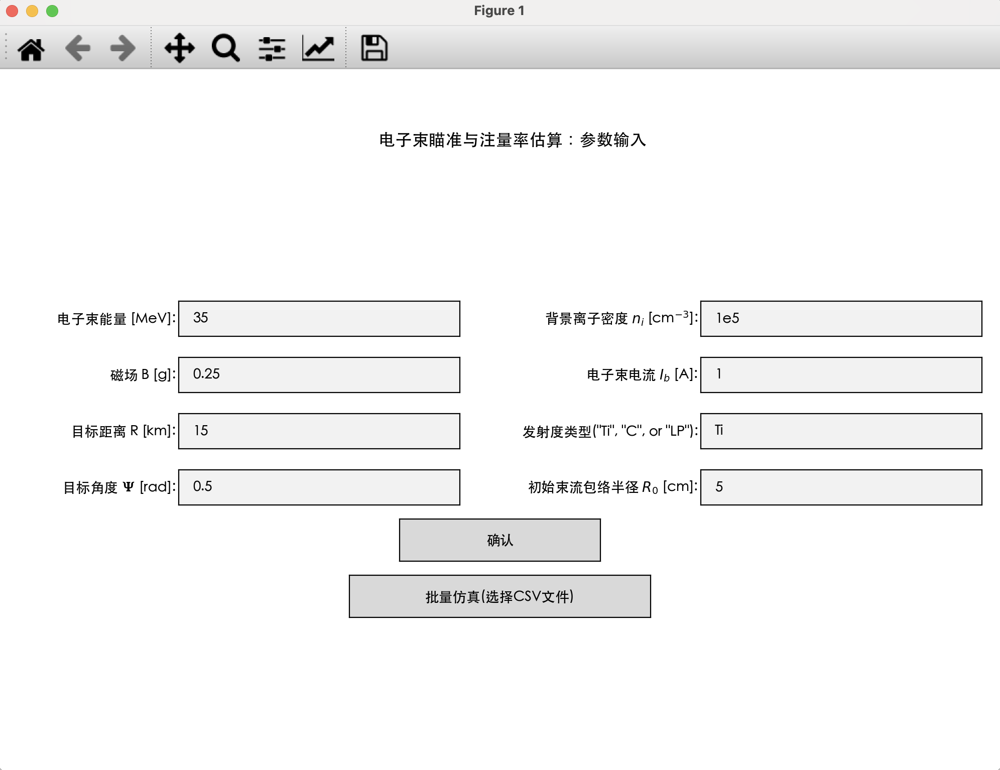 Figure 1
电子束瞄准与注量率估算：参数输入
电子束能量 [MeV]: 35
背景离子密度 nᵢ [cm⁻³]: 1e5
磁场 B [g]: 0.25
电子束电流 I_b [A]: 1
目标距离 R [km]: 15
发射度类型("Ti", "C", or "LP"): Ti
目标角度 Ψ [rad]: 0.5
初始束流包络半径 R₀ [cm]: 5
确认
批量仿真(选择CSV文件)